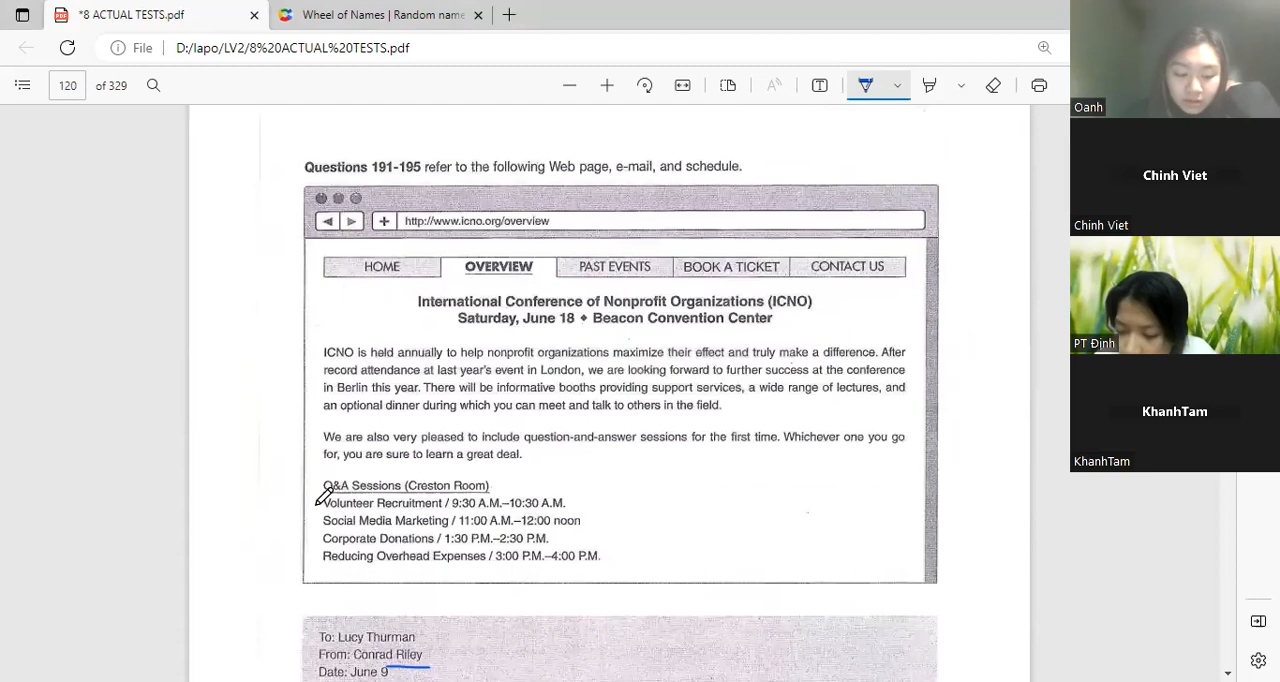 *8 ACTUAL TESTS.pdf
Wheel of Names | Random name
File
D:/lapo/LV2/8%20ACTUAL%20TESTS.pdf
120 of 329
Questions 191-195 refer to the following Web page, e-mail, and schedule.
http://www.icno.org/overview
HOME OVERVIEW PAST EVENTS BOOK A TICKET CONTACT US
International Conference of Nonprofit Organizations (ICNO)
Saturday, June 18 ◆ Beacon Convention Center
ICNO is held annually to help nonprofit organizations maximize their effect and truly make a difference. After
record attendance at last year's event in London, we are looking forward to further success at the conference
in Berlin this year. There will be informative booths providing support services, a wide range of lectures, and
an optional dinner during which you can meet and talk to others in the field.
We are also very pleased to include question-and-answer sessions for the first time. Whichever one you go
for, you are sure to learn a great deal.
Q&A Sessions (Creston Room)
Volunteer Recruitment / 9:30 A.M.–10:30 A.M.
Social Media Marketing / 11:00 A.M.–12:00 noon
Corporate Donations / 1:30 P.M.–2:30 P.M.
Reducing Overhead Expenses / 3:00 P.M.–4:00 P.M.
To: Lucy Thurman
From: Conrad Riley
Date: June 9
Oanh
Chinh Viet
Chinh Viet
PT Định
KhanhTam
KhanhTam